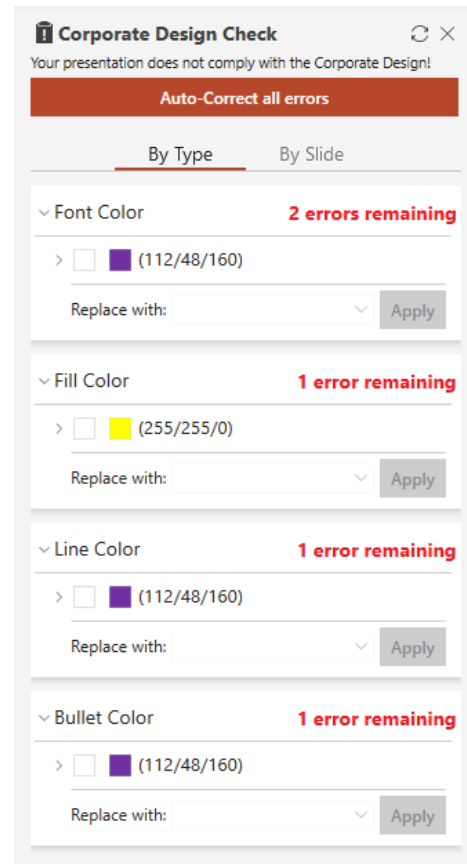 Corporate Design Check
Your presentation does not comply with the Corporate Design!
Auto-Correct all errors
By Type By Slide
Font Color 2 errors remaining
(112/48/160)
Replace with: Apply
Fill Color 1 error remaining
(255/255/0)
Replace with: Apply
Line Color 1 error remaining
(112/48/160)
Replace with: Apply
Bullet Color 1 error remaining
(112/48/160)
Replace with: Apply